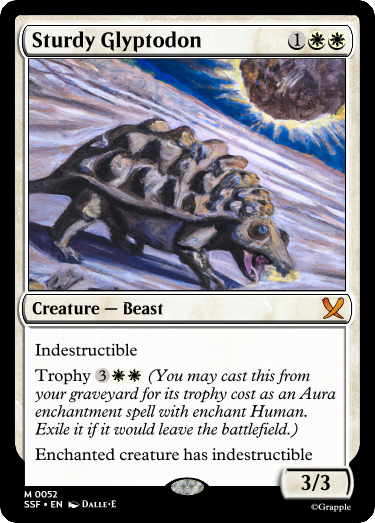 Sturdy Glyptodon 1
Creature — Beast
Indestructible
Trophy 3 (You may cast this from
your graveyard for its trophy cost as an Aura
enchantment spell with enchant Human.
Exile it if it would leave the battlefield.)
Enchanted creature has indestructible
3/3
M 0052
SSF • EN DALLE•E
©Grapple